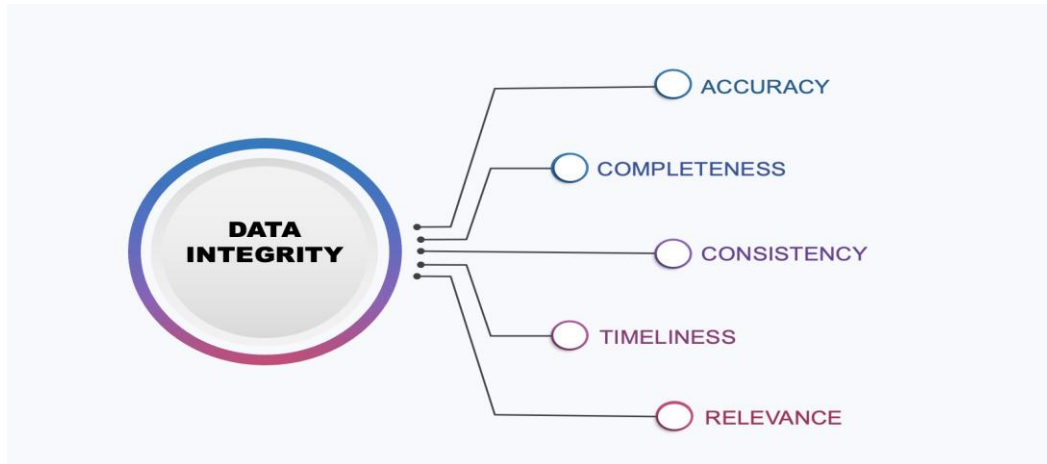 DATA
INTEGRITY
ACCURACY
COMPLETENESS
CONSISTENCY
TIMELINESS
RELEVANCE